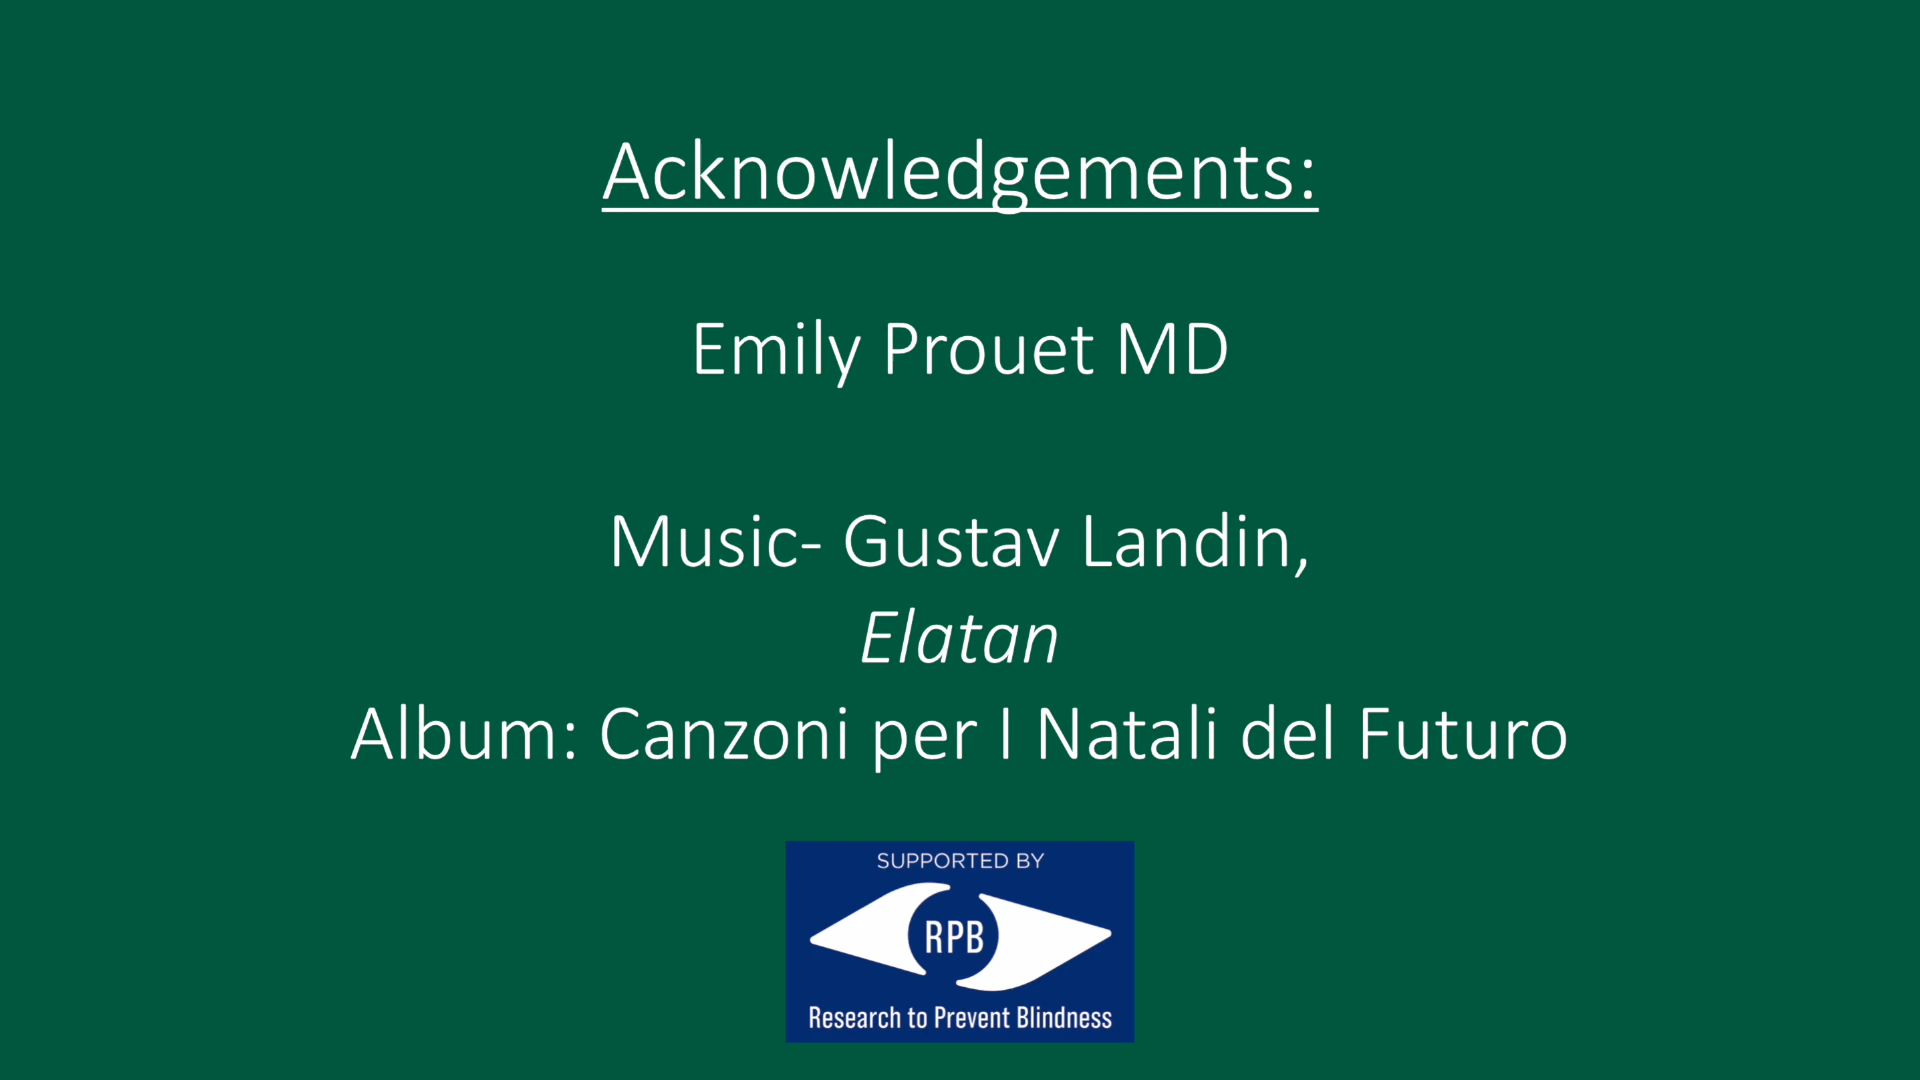 Acknowledgements:
Emily Prouet MD
Music- Gustav Landin,
Elatan
Album: Canzoni per I Natali del Futuro
SUPPORTED BY
RPB
Research to Prevent Blindness